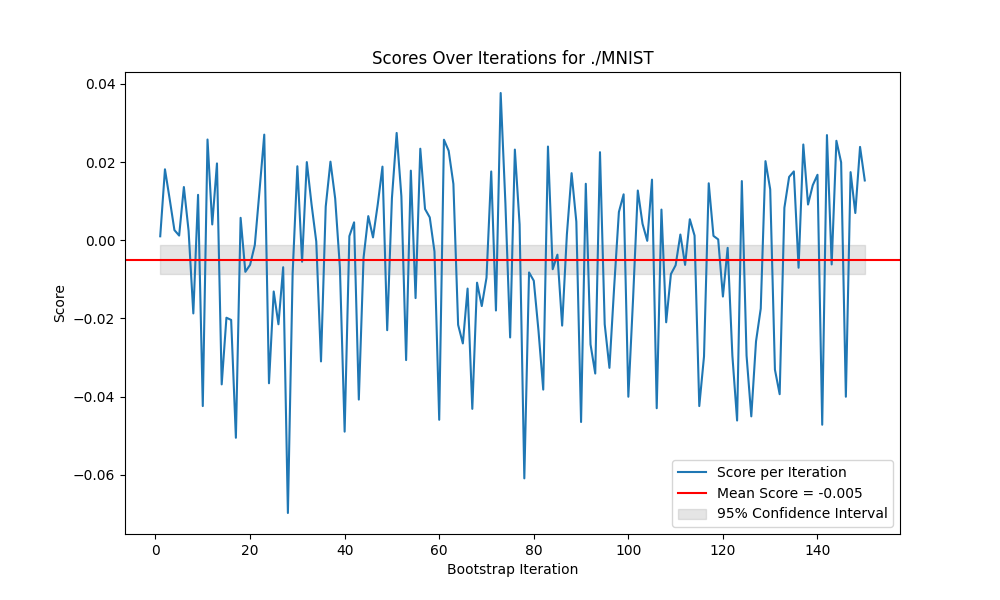 Scores Over Iterations for ./MNIST
Score
0.04
0.02
0.00
−0.02
−0.04
−0.06
Score per Iteration
Mean Score = -0.005
95% Confidence Interval
0 20 40 60 80 100 120 140
Bootstrap Iteration